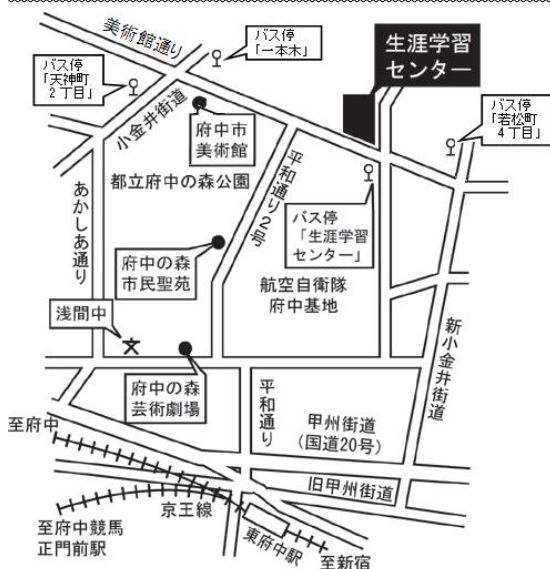 美術館通り
バス停
「一本木」
生涯学習
センター
バス停
「天神町
2丁目」
小金井街道
府中市
美術館
バス停
「若松町
4丁目」
都立府中の森公園
平和通り2号
あかしあ通り
バス停
「生涯学習
センター」
府中の森
市民聖苑
航空自衛隊
府中基地
浅間中
新小金井街道
府中の森
芸術劇場
平和通り
甲州街道
(国道20号)
至府中
旧甲州街道
京王線
至府中競馬
正門前駅
東府中駅
至新宿